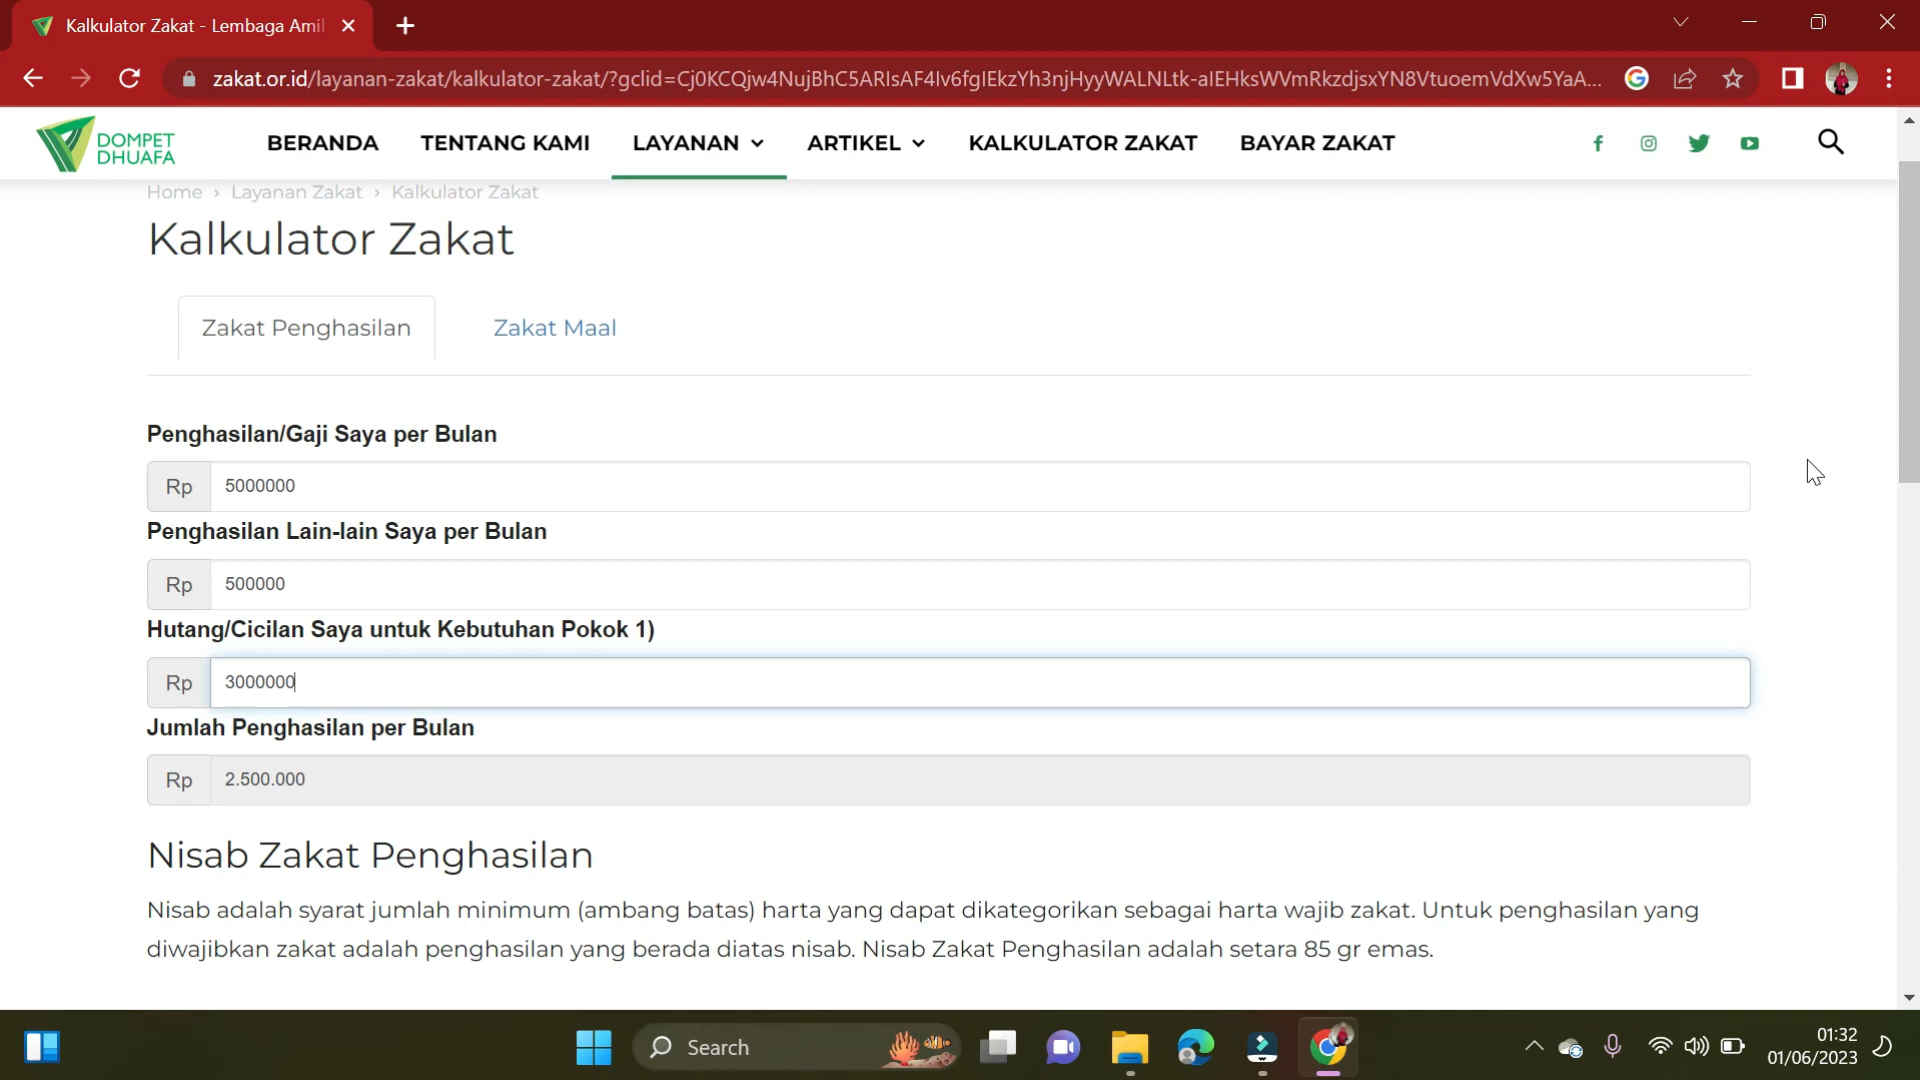 Kalkulator Zakat - Lembaga Amil
zakat.or.id/layanan-zakat/kalkulator-zakat/?gclid=Cj0KCQjw4NujBhC5ARIsAF4Iv6fgIEkzYh3njHyyWALNLtk-aIEHksWVmRkzdjsxYN8VtuoemVdXw5YaA...
DOMPET
DHUAFA
BERANDA TENTANG KAMI LAYANAN ARTIKEL KALKULATOR ZAKAT BAYAR ZAKAT
Home › Layanan Zakat › Kalkulator Zakat
Kalkulator Zakat
Zakat Penghasilan Zakat Maal
Penghasilan/Gaji Saya per Bulan
Rp 5000000
Penghasilan Lain-lain Saya per Bulan
Rp 500000
Hutang/Cicilan Saya untuk Kebutuhan Pokok 1)
Rp 3000000
Jumlah Penghasilan per Bulan
Rp 2.500.000
Nisab Zakat Penghasilan
Nisab adalah syarat jumlah minimum (ambang batas) harta yang dapat dikategorikan sebagai harta wajib zakat. Untuk penghasilan yang
diwajibkan zakat adalah penghasilan yang berada diatas nisab. Nisab Zakat Penghasilan adalah setara 85 gr emas.
Search
01:32
01/06/2023